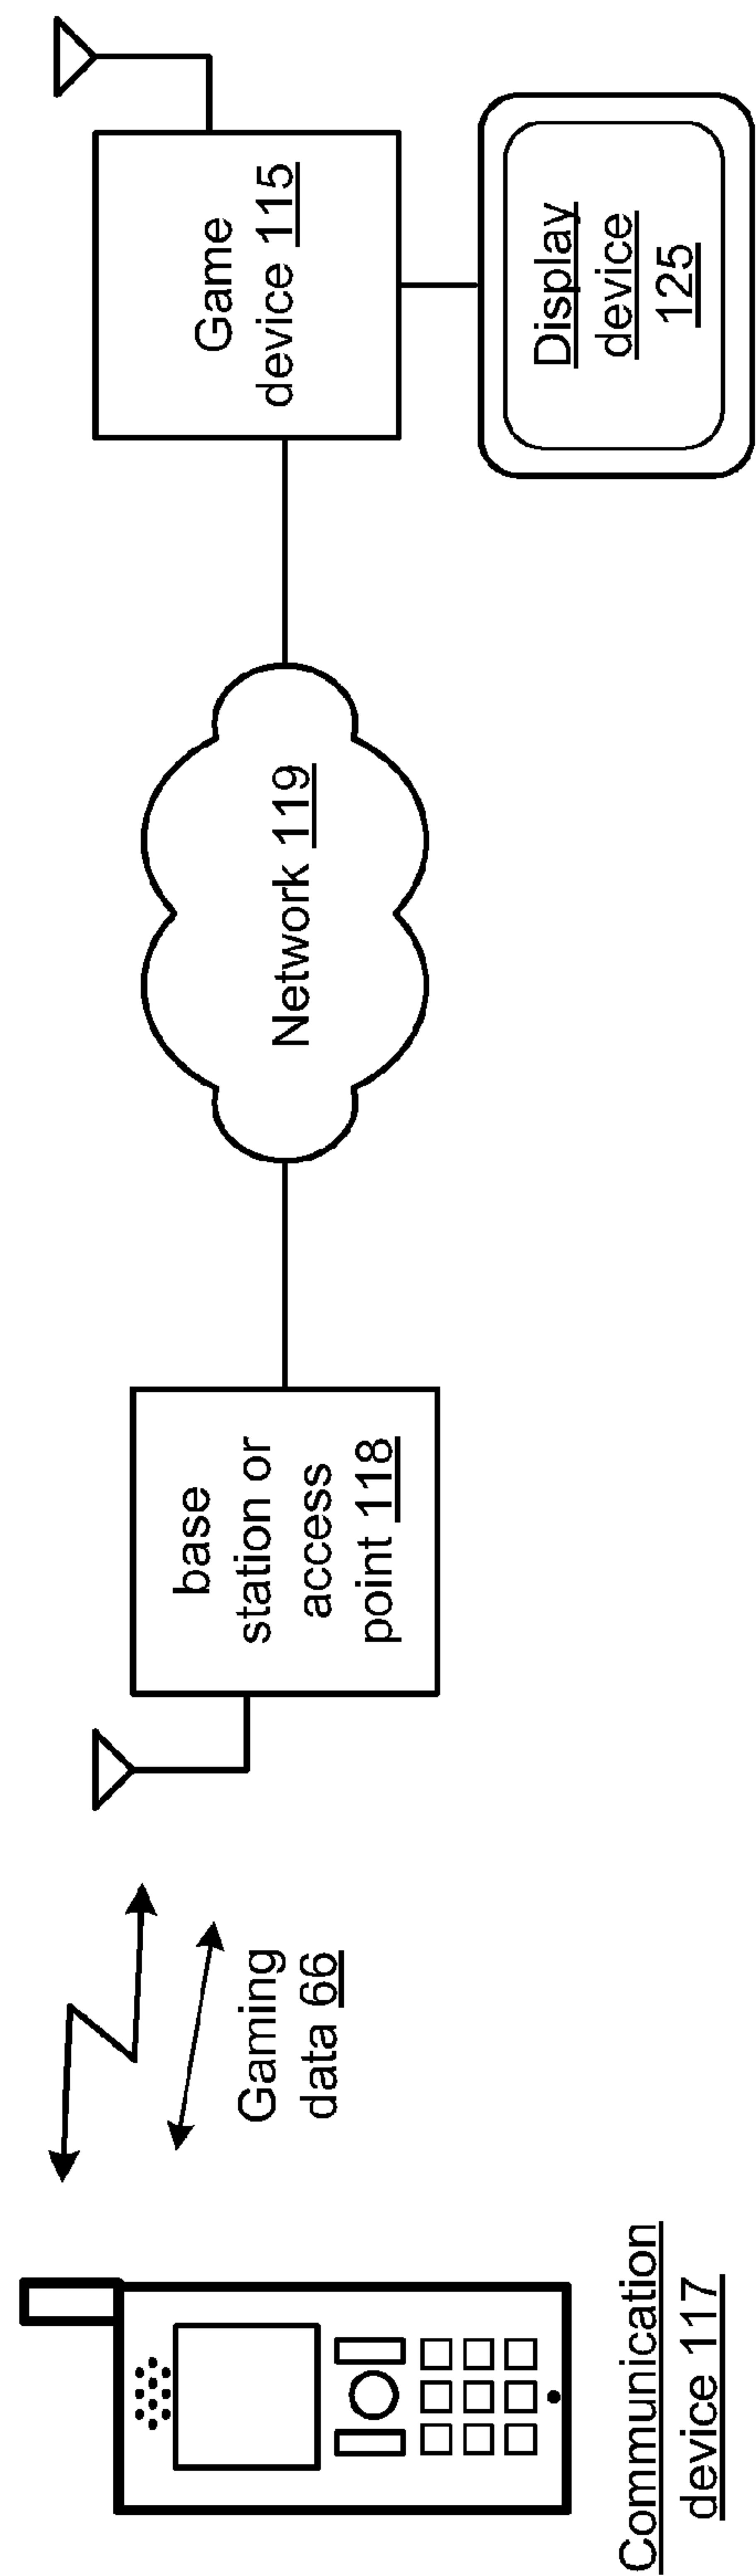 Communication
device 117
Gaming
data 66
base
station or
access
point 118
Network 119
Game
device 115
Display
device
125